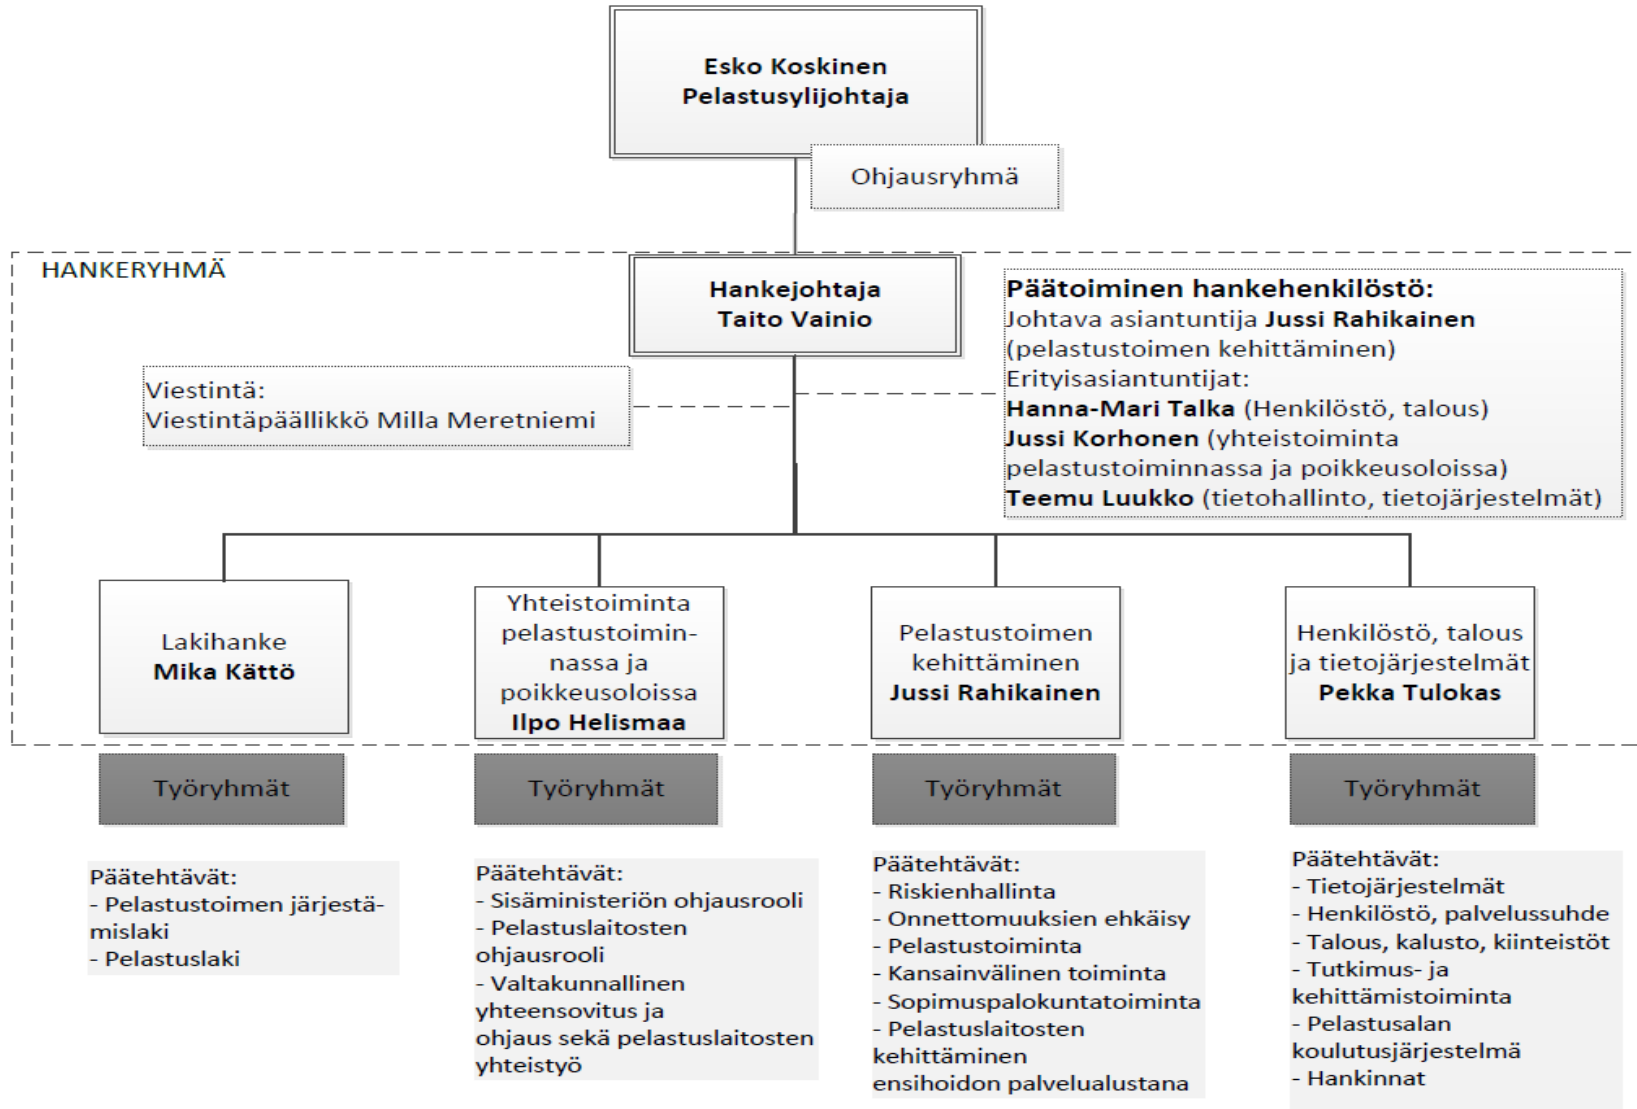 Esko Koskinen
Pelastusylijohtaja
Ohjausryhmä
HANKERYHMÄ
Hankejohtaja
Taito Vainio
Päätoiminen hankehenkilöstö:
Johtava asiantuntija Jussi Rahikainen
(pelastustoimen kehittäminen)
Erityisasiantuntijat:
Hanna-Mari Talka (Henkilöstö, talous)
Jussi Korhonen (yhteistoiminta
pelastustoiminnassa ja poikkeusoloissa)
Teemu Luukko (tietohallinto, tietojärjestelmät)
Viestintä:
Viestintäpäällikkö Milla Meretniemi
Lakihanke
Mika Kättö
Yhteistoiminta
pelastustoimin-
nassa ja
poikkeusoloissa
Ilpo Helismaa
Pelastustoimen
kehittäminen
Jussi Rahikainen
Henkilöstö, talous
ja tietojärjestelmät
Pekka Tulokas
Työryhmät
Työryhmät
Työryhmät
Työryhmät
Päätehtävät:
- Pelastustoimen järjestä-
mislaki
- Pelastuslaki
Päätehtävät:
- Sisäministeriön ohjausrooli
- Pelastuslaitosten
ohjausrooli
- Valtakunnallinen
yhteensovitus ja
ohjaus sekä pelastuslaitosten
yhteistyö
Päätehtävät:
- Riskienhallinta
- Onnettomuuksien ehkäisy
- Pelastustoiminta
- Kansainvälinen toiminta
- Sopimuspalokuntatoiminta
- Pelastuslaitosten
kehittäminen
ensihoidon palvelualustana
Päätehtävät:
- Tietojärjestelmät
- Henkilöstö, palvelussuhde
- Talous, kalusto, kiinteistöt
- Tutkimus- ja
kehittämistoiminta
- Pelastusalan
koulutusjärjestelmä
- Hankinnat